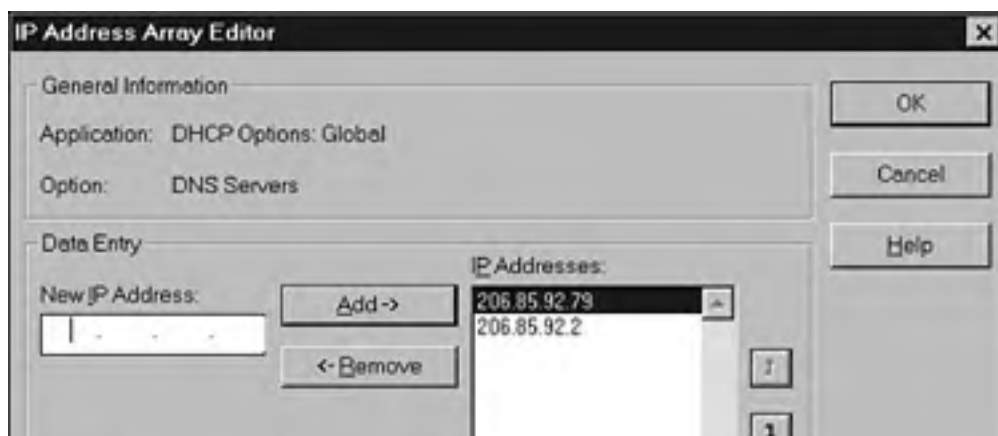 IP Address Array Editor
General Information
Application: DHCP Options: Global
Option: DNS Servers
OK
Cancel
Help
Data Entry
New IP Address:
Add ->
<- Remove
IP Addresses:
206.85.92.79
206.85.92.2